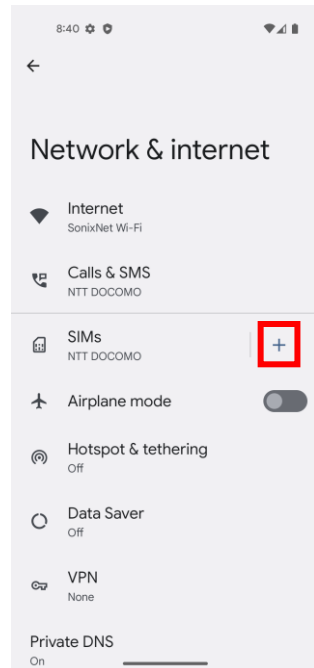 8:40
Network & internet
Internet
SonixNet Wi-Fi
Calls & SMS
NTT DOCOMO
SIMs
NTT DOCOMO
+
Airplane mode
Hotspot & tethering
Off
Data Saver
Off
VPN
None
Private DNS
On